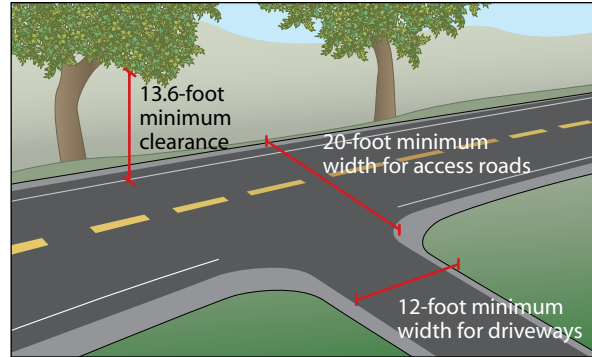 13.6-foot
minimum
clearance
20-foot minimum
width for access roads
12-foot minimum
width for driveways